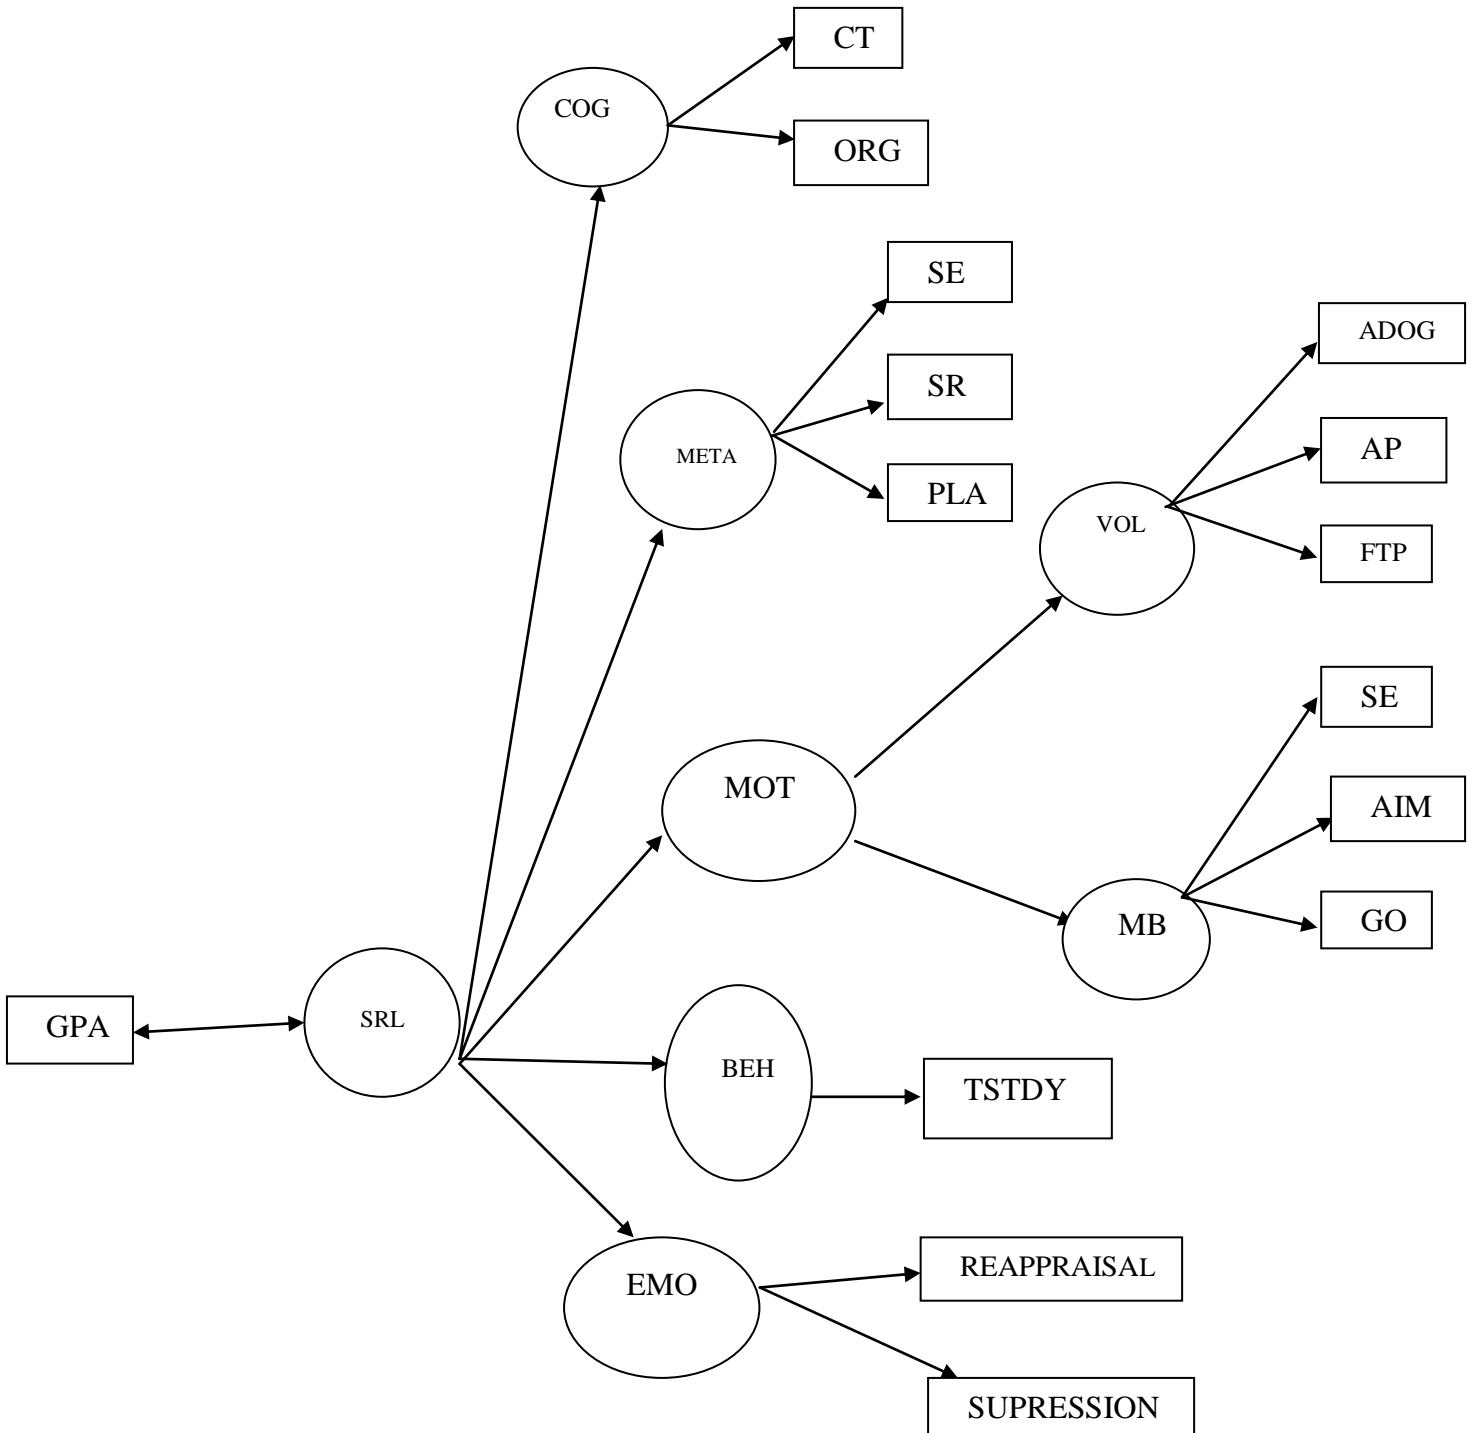 CT
COG
ORG
SE
ADOG
SR
AP
META
PLA
VOL
FTP
SE
MOT
AIM
MB
GO
GPA
SRL
BEH
TSTDY
REAPPRAISAL
EMO
SUPRESSION